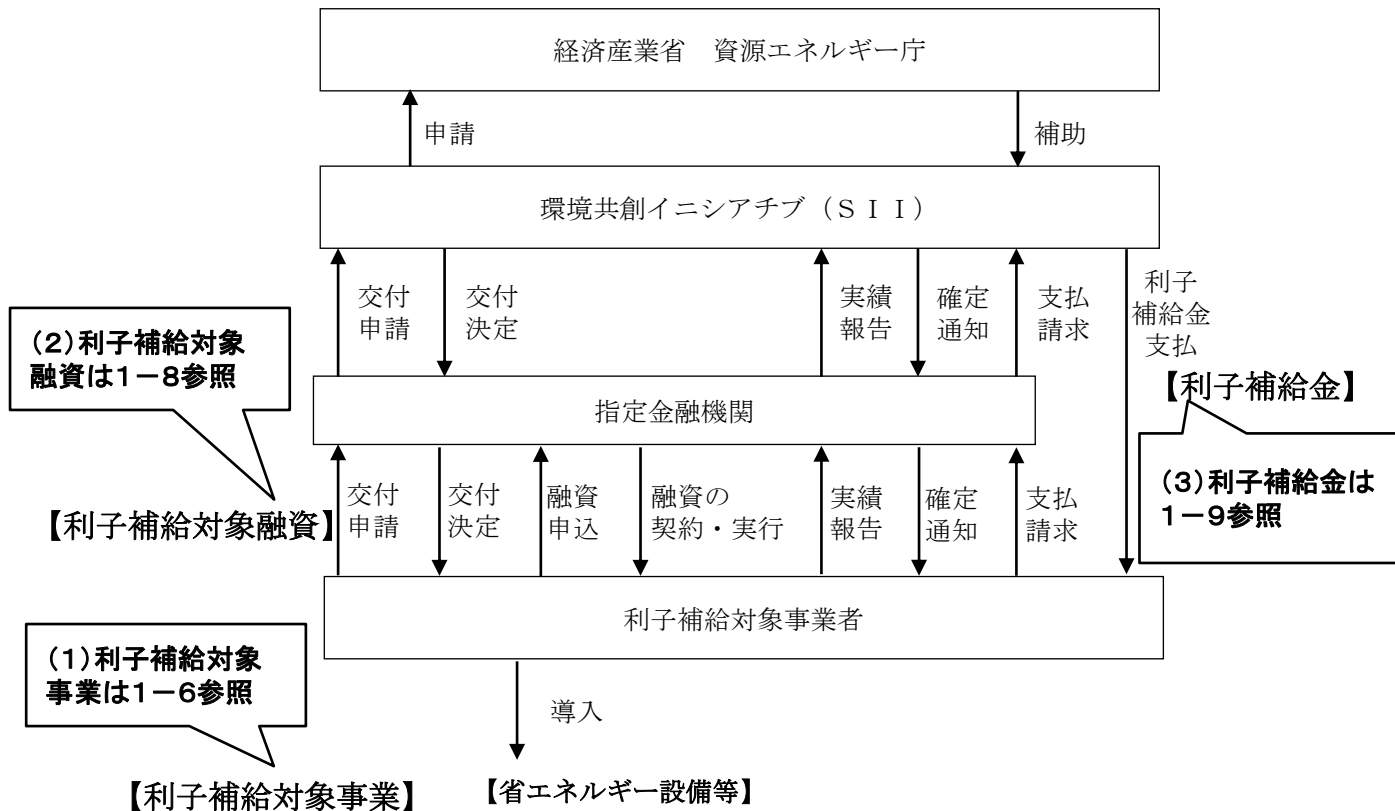 経済産業省　資源エネルギー庁
申請
補助
環境共創イニシアチブ（ＳＩＩ）
交付
申請
交付
決定
実績
報告
確定
通知
支払
請求
利子
補給金
支払
(2)利子補給対象
融資は1－8参照
【利子補給金】
指定金融機関
(3)利子補給金は
1－9参照
【利子補給対象融資】
交付
申請
交付
決定
融資
申込
融資の
契約・実行
実績
報告
確定
通知
支払
請求
利子補給対象事業者
(1)利子補給対象
事業は1－6参照
導入
【利子補給対象事業】
【省エネルギー設備等】